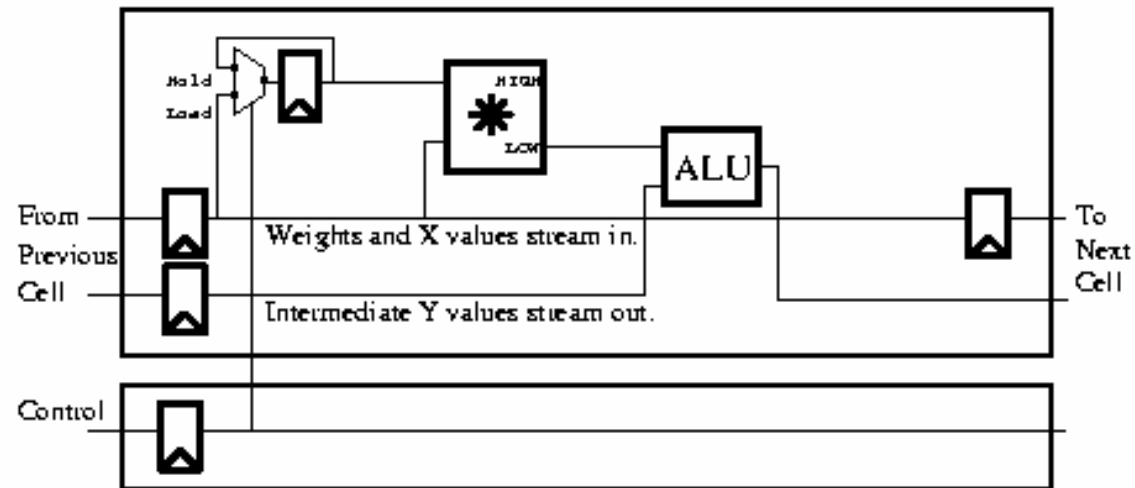 Hold
Load
HIGH
LOW
ALU
From
Previous
Cell
Weights and X values stream in.
Intermediate Y values stream out.
To
Next
Cell
Control